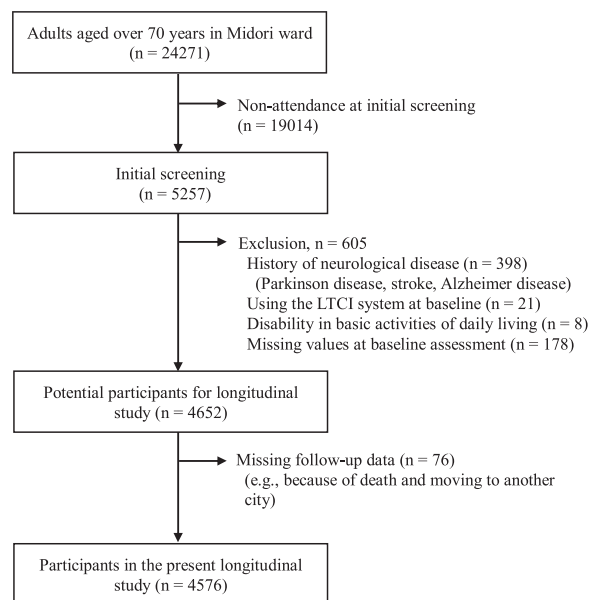 Adults aged over 70 years in Midori ward
(n = 24271)
Non-attendance at initial screening
(n = 19014)
Initial screening
(n = 5257)
Exclusion, n = 605
History of neurological disease (n = 398)
(Parkinson disease, stroke, Alzheimer disease)
Using the LTCI system at baseline (n = 21)
Disability in basic activities of daily living (n = 8)
Missing values at baseline assessment (n = 178)
Potential participants for longitudinal
study (n = 4652)
Missing follow-up data (n = 76)
(e.g., because of death and moving to another
city)
Participants in the present longitudinal
study (n = 4576)